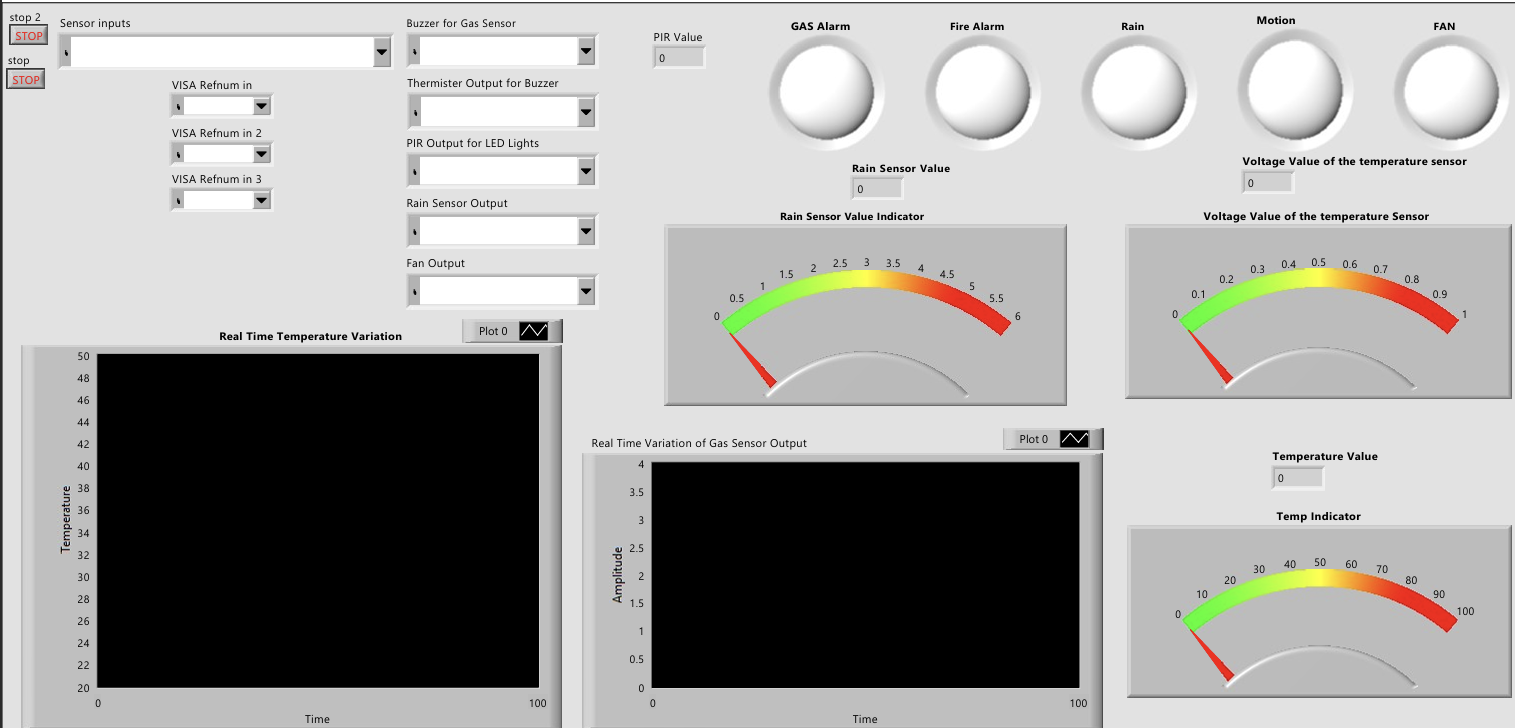 stop 2
STOP
stop
STOP
Sensor inputs
VISA Refnum in
VISA Refnum in 2
VISA Refnum in 3
Buzzer for Gas Sensor
Thermister Output for Buzzer
PIR Output for LED Lights
Rain Sensor Output
Fan Output
PIR Value
0
GAS Alarm
Fire Alarm
Rain
Motion
FAN
Rain Sensor Value
0
Voltage Value of the temperature sensor
0
Rain Sensor Value Indicator
0 0.5 1 1.5 2 2.5 3 3.5 4 4.5 5 5.5 6
Voltage Value of the temperature Sensor
0 0.1 0.2 0.3 0.4 0.5 0.6 0.7 0.8 0.9 1
Real Time Temperature Variation
Plot 0
Temperature
50
48
46
44
42
40
38
36
34
32
30
28
26
24
22
20
0 100
Time
Real Time Variation of Gas Sensor Output
Plot 0
Amplitude
4
3.5
3
2.5
2
1.5
1
0.5
0
0 100
Time
Temperature Value
0
Temp Indicator
0 10 20 30 40 50 60 70 80 90 100